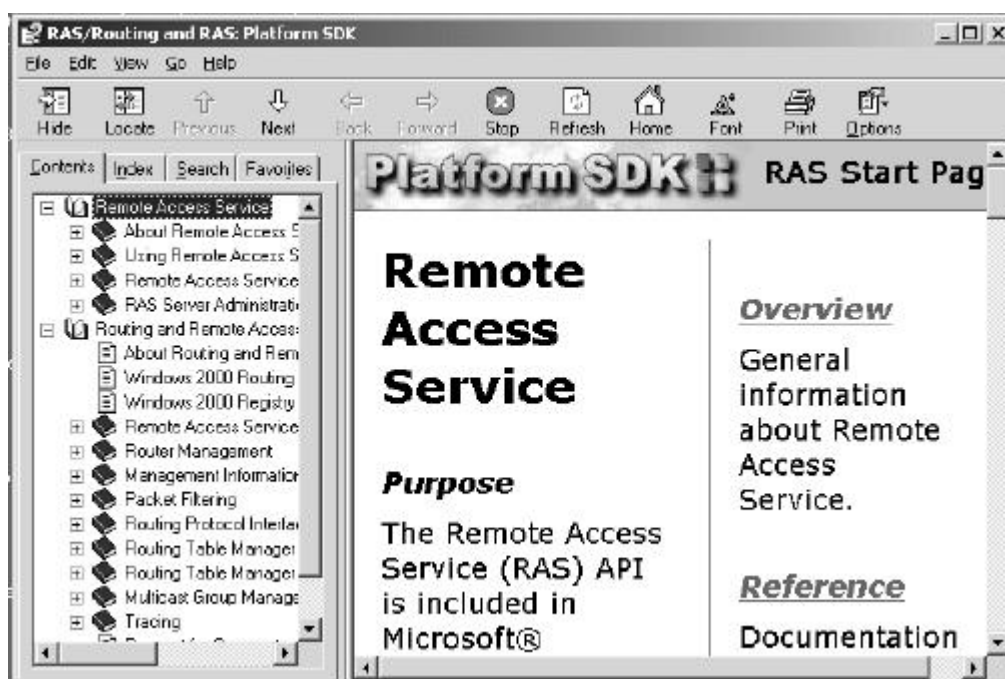 RAS/Routing and RAS: Platform SDK
File Edit View Go Help
Hide Locate Previous Next Back Forward Stop Refresh Home Font Print Options
Contents Index Search Favorites
Remote Access Service
About Remote Access S
Using Remote Access S
Remote Access Service
RAS Server Administrati
Routing and Remote Access
About Routing and Rem
Windows 2000 Routing
Windows 2000 Registry
Remote Access Service
Router Management
Management Information
Packet Filtering
Routing Protocol Interfa
Routing Table Manager
Routing Table Manager
Multicast Group Manage
Tracing
Platform SDK RAS Start Pag
Remote
Access
Service
Purpose
The Remote Access
Service (RAS) API
is included in
Microsoft®
Overview
General
information
about Remote
Access
Service.
Reference
Documentation